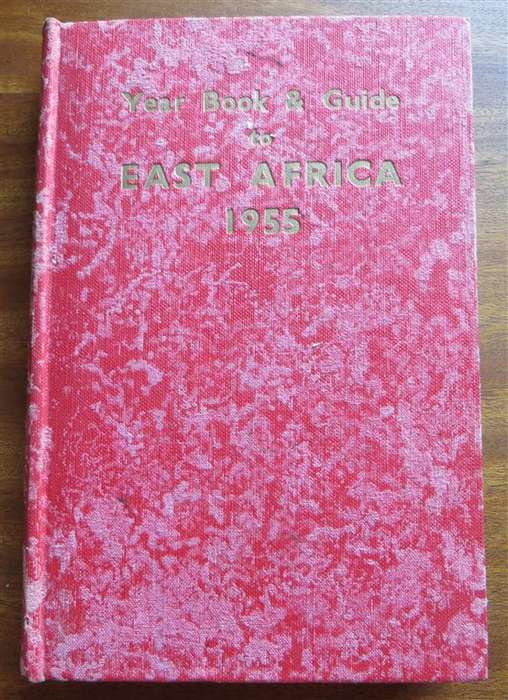 Year Book & Guide
to
EAST AFRICA
1955